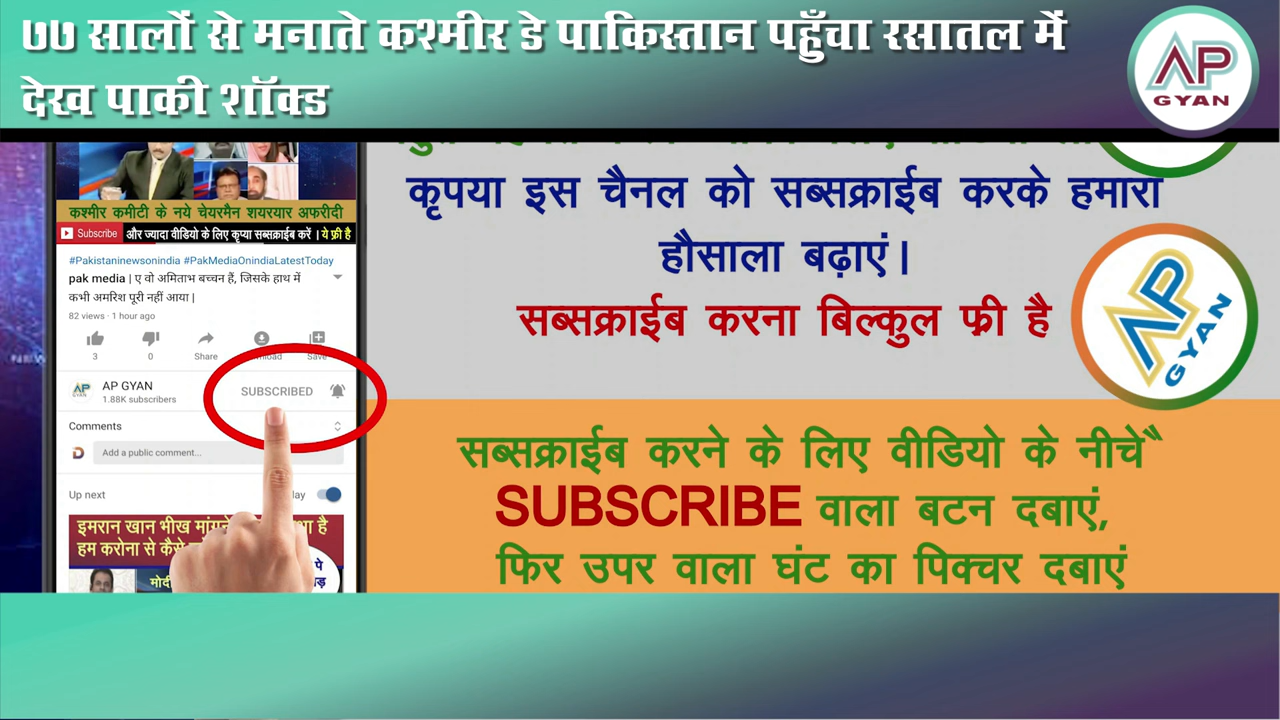 ७७ सालों से मनाते कश्मीर डे पाकिस्तान पहुँचा रसातल में
देख पाकी शॉक्ड
AP
GYAN
कृपया इस चैनल को सब्सक्राईब करके हमारा
हौसाला बढ़ाएं।
सब्सक्राईब करना बिल्कुल फ्री है
AP
GYAN
कश्मीर कमीटी के नये चेयरमैन शयरयार अफरीदी
Subscribe और ज्यादा वीडियो के लिए कृप्या सब्सक्राईब करें । ये फ्री है
#Pakistaninewsonindia #PakMediaOnindiaLatestToday
pak media | ए वो अमिताभ बच्चन हैं, जिसके हाथ में
कभी अमरिश पूरी नहीं आया |
82 views · 1 hour ago
3 0 Share Save
AP GYAN SUBSCRIBED
1.88K subscribers
Comments
Add a public comment...
Up next
इमरान खान भीख मांगने
हम करोना से कैसे
मोदी
सब्सक्राईब करने के लिए वीडियो के नीचेै
SUBSCRIBE वाला बटन दबाएं,
फिर उपर वाला घंट का पिक्चर दबाएं